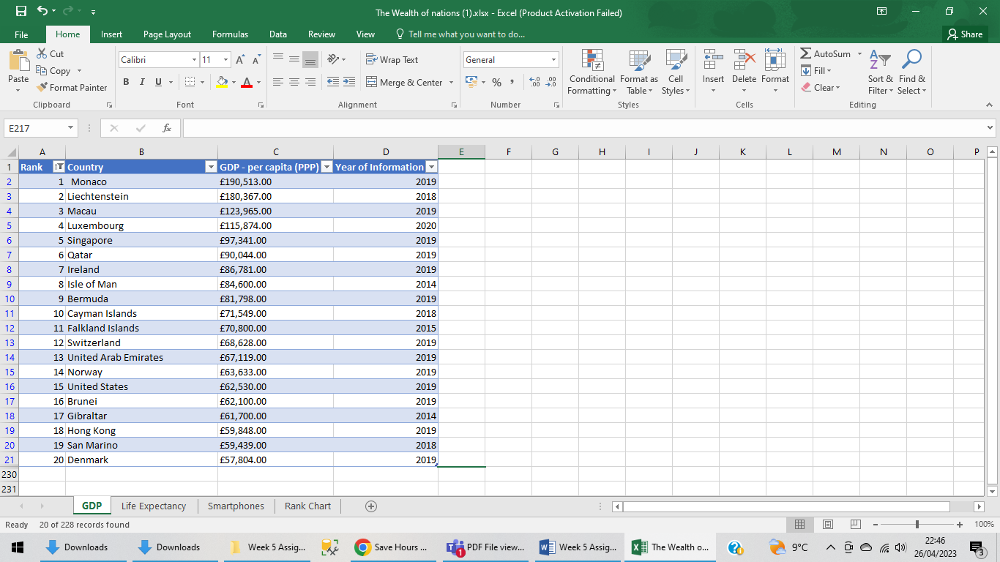 The Wealth of nations (1).xlsx - Excel (Product Activation Failed)
File Home Insert Page Layout Formulas Data Review View Tell me what you want to do... Share
Paste Cut Copy Format Painter
Calibri 11
B I U A
Wrap Text
Merge & Center
General
% ,
Conditional Formatting
Format as Table
Cell Styles
Insert Delete Format
AutoSum
Fill
Clear
Sort & Filter
Find & Select
Clipboard Font Alignment Number Styles Cells Editing
E217 fx
A B C D E F G H I J K L M N O P
1 Rank Country GDP - per capita (PPP) Year of Information
2 1 Monaco £190,513.00 2019
3 2 Liechtenstein £180,367.00 2018
4 3 Macau £123,965.00 2019
5 4 Luxembourg £115,874.00 2020
6 5 Singapore £97,341.00 2019
7 6 Qatar £90,044.00 2019
8 7 Ireland £86,781.00 2019
9 8 Isle of Man £84,600.00 2014
10 9 Bermuda £81,798.00 2019
11 10 Cayman Islands £71,549.00 2018
12 11 Falkland Islands £70,800.00 2015
13 12 Switzerland £68,628.00 2019
14 13 United Arab Emirates £67,119.00 2019
15 14 Norway £63,633.00 2019
16 15 United States £62,530.00 2019
17 16 Brunei £62,100.00 2019
18 17 Gibraltar £61,700.00 2014
19 18 Hong Kong £59,848.00 2019
20 19 San Marino £59,439.00 2018
21 20 Denmark £57,804.00 2019
230
231
GDP Life Expectancy Smartphones Rank Chart
Ready 20 of 228 records found 100%
Downloads Downloads Week 5 Assig... Save Hours ... PDF File view... Week 5 Assig... The Wealth o... 9°C 22:46
26/04/2023 3